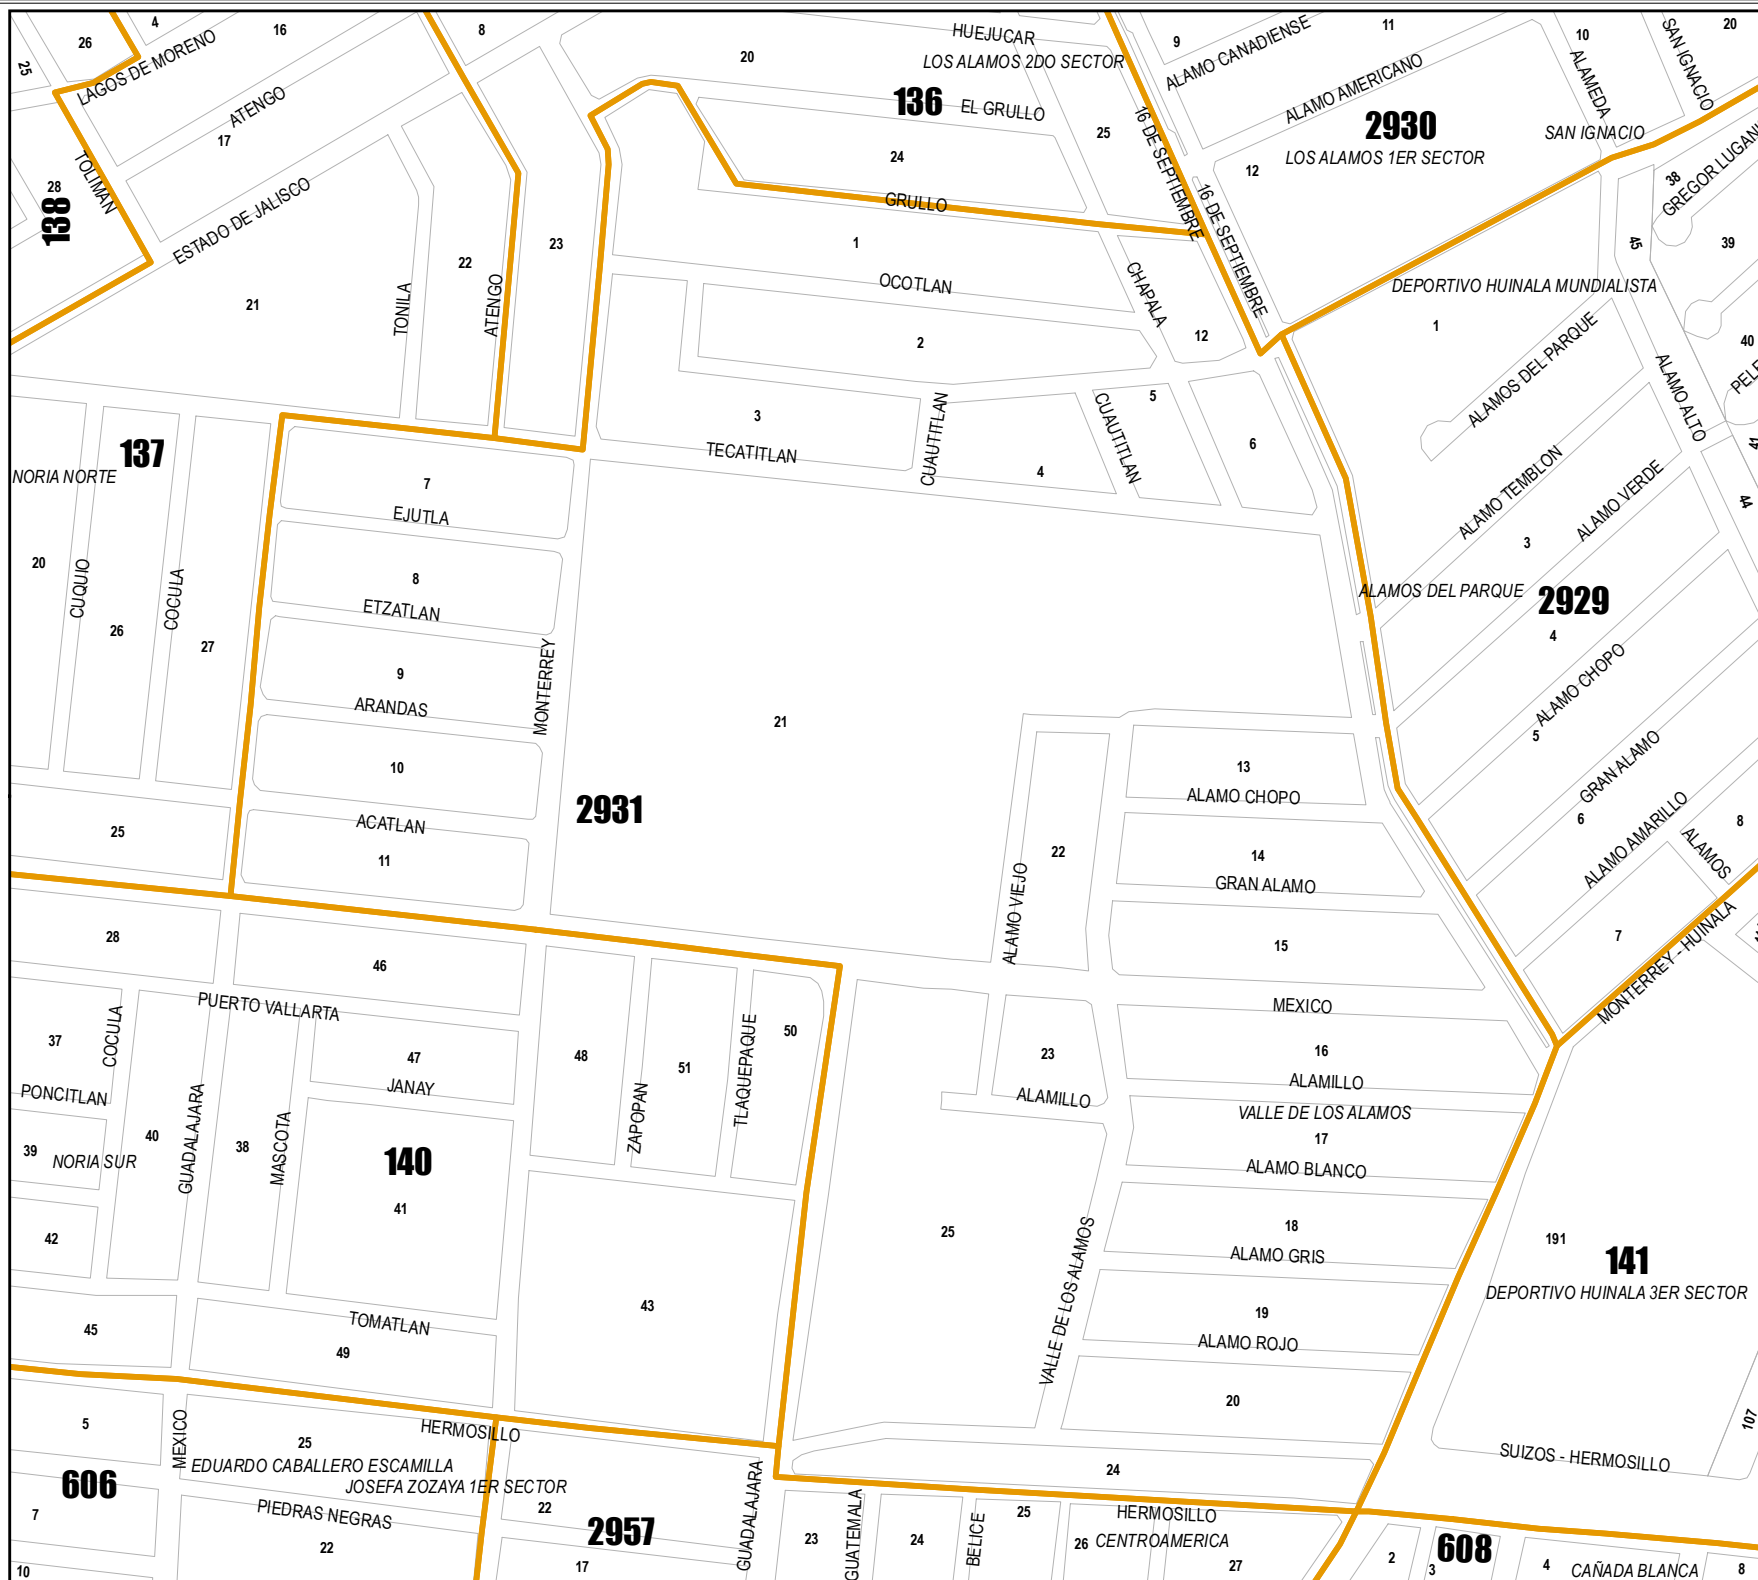 4
16
8
20
HUEJUCAR
9
ALAMO CANADIENSE
11
10
SAN IGNACIO
20
26
25
LAGOS DE MORENO
LOS ALAMOS 2DO SECTOR
ALAMO AMERICANO
ALAMEDA
ATENGO
136
EL GRULLO
25
16 DE SEPTIEMBRE
2930
SAN IGNACIO
17
24
LOS ALAMOS 1ER SECTOR
12
TOLIMAN
28
138
38
GRULLO
16 DE SEPTIEMBRE
ESTADO DE JALISCO
23
1
45
39
22
OCOTLAN
CHAPALA
DEPORTIVO HUINALA MUNDIALISTA
21
TONILA
ATENGO
2
12
1
ALAMOS DEL PARQUE
40
ALAMO ALTO
3
CUAUTITLAN
CUAUTITLAN
5
6
41
137
TECATITLAN
4
NORIA NORTE
7
EJUTLA
ALAMO TEMBLON
ALAMO VERDE
44
3
20
CUQUIO
COCULA
8
ETZATLAN
ALAMOS DEL PARQUE
2929
26
27
4
9
MONTERREY
ARANDAS
ALAMO CHOPO
21
5
10
13
ALAMO CHOPO
GRAN ALAMO
2931
6
ALAMO AMARILLO
8
ALAMOS
25
ACATLAN
11
22
14
GRAN ALAMO
ALAMO VIEJO
28
46
15
7
MONTERREY - HUINALA
PUERTO VALLARTA
MEXICO
37
COCULA
47
JANAY
48
51
TLAQUEPAQUE
50
23
ALAMILLO
16
ALAMILLO
PONCITLAN
VALLE DE LOS ALAMOS
40
GUADALAJARA
38
MASCOTA
ZAPOPAN
17
39
NORIA SUR
140
ALAMO BLANCO
41
42
25
18
ALAMO GRIS
191
141
DEPORTIVO HUINALA 3ER SECTOR
43
VALLE DE LOS ALAMOS
19
ALAMO ROJO
45
TOMATLAN
49
20
5
MEXICO
HERMOSILLO
107
25
EDUARDO CABALLERO ESCAMILLA
SUIZOS - HERMOSILLO
606
JOSEFA ZOZAYA 1ER SECTOR
24
7
PIEDRAS NEGRAS
22
2957
GUADALAJARA
23
GUATEMALA
24
BELICE
25
HERMOSILLO
26
CENTROAMERICA
27
22
17
10
2
3
608
4
CAÑADA BLANCA
8